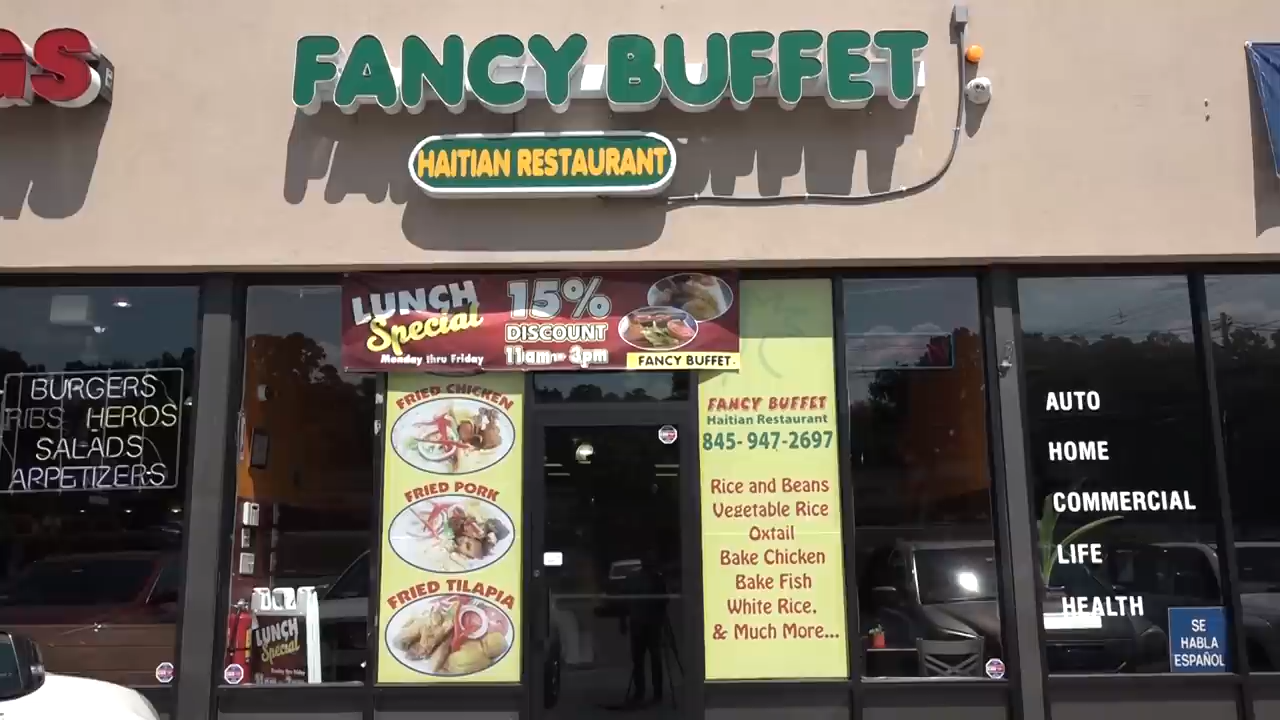 GS
FANCY BUFFET
HAITIAN RESTAURANT
LUNCH
Special
Monday thru Friday
15%
DISCOUNT
11am - 3pm
FANCY BUFFET
BURGERS
RIBS HEROS
SALADS
APPETIZERS
FRIED CHICKEN
FRIED PORK
FRIED TILAPIA
FANCY BUFFET
Haitian Restaurant
845-947-2697
Rice and Beans
Vegetable Rice
Oxtail
Bake Chicken
Bake Fish
White Rice,
& Much More...
AUTO
HOME
COMMERCIAL
LIFE
HEALTH
SE
HABLA
ESPAÑOL
LUNCH
Special